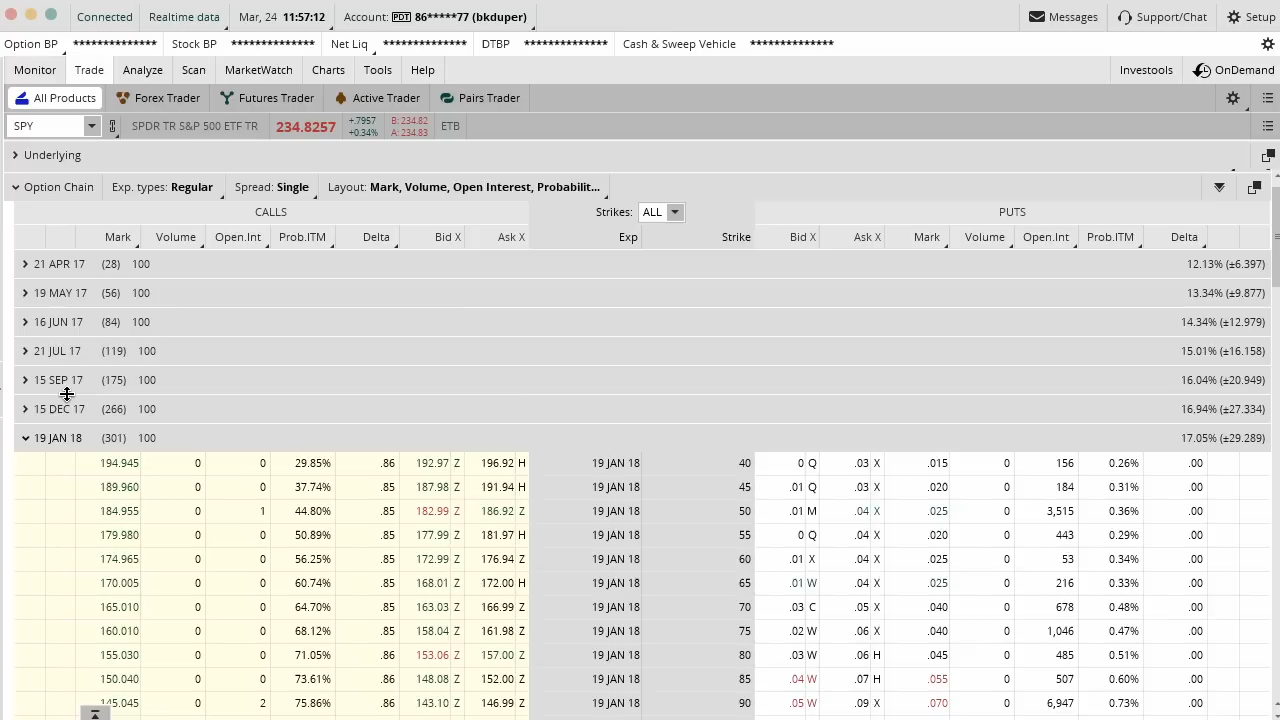 Connected Realtime data Mar, 24 11:57:12 Account: PDT 86*****77 (bkduper) Messages Support/Chat Setup
Option BP ************** Stock BP ************** Net Liq ************** DTBP ************** Cash & Sweep Vehicle **************
Monitor Trade Analyze Scan MarketWatch Charts Tools Help Investools OnDemand
All Products Forex Trader Futures Trader Active Trader Pairs Trader
SPY SPDR TR S&P 500 ETF TR 234.8257 +.7957 +0.34% B: 234.82 A: 234.83 ETB
Underlying
Option Chain Exp. types: Regular Spread: Single Layout: Mark, Volume, Open Interest, Probabilit...
CALLS Strikes: ALL PUTS
Mark Volume Open.Int Prob.ITM Delta Bid X Ask X Exp Strike Bid X Ask X Mark Volume Open.Int Prob.ITM Delta
21 APR 17 (28) 100 12.13% (±6.397)
19 MAY 17 (56) 100 13.34% (±9.877)
16 JUN 17 (84) 100 14.34% (±12.979)
21 JUL 17 (119) 100 15.01% (±16.158)
15 SEP 17 (175) 100 16.04% (±20.949)
15 DEC 17 (266) 100 16.94% (±27.334)
19 JAN 18 (301) 100 17.05% (±29.289)
194.945 0 0 29.85% .86 192.97 Z 196.92 H 19 JAN 18 40 0 Q .03 X .015 0 156 0.26% .00
189.960 0 0 37.74% .85 187.98 Z 191.94 H 19 JAN 18 45 .01 Q .03 X .020 0 184 0.31% .00
184.955 0 1 44.80% .85 182.99 Z 186.92 Z 19 JAN 18 50 .01 M .04 X .025 0 3,515 0.36% .00
179.980 0 0 50.89% .85 177.99 Z 181.97 H 19 JAN 18 55 0 Q .04 X .020 0 443 0.29% .00
174.965 0 0 56.25% .85 172.99 Z 176.94 Z 19 JAN 18 60 .01 X .04 X .025 0 53 0.34% .00
170.005 0 0 60.74% .85 168.01 Z 172.00 H 19 JAN 18 65 .01 W .04 X .025 0 216 0.33% .00
165.010 0 0 64.70% .85 163.03 Z 166.99 Z 19 JAN 18 70 .03 C .05 X .040 0 678 0.48% .00
160.010 0 0 68.12% .85 158.04 Z 161.98 Z 19 JAN 18 75 .02 W .06 X .040 0 1,046 0.47% .00
155.030 0 0 71.05% .86 153.06 Z 157.00 Z 19 JAN 18 80 .03 W .06 H .045 0 485 0.51% .00
150.040 0 0 73.61% .86 148.08 Z 152.00 Z 19 JAN 18 85 .04 W .07 H .055 0 507 0.60% .00
145.045 0 2 75.86% .86 143.10 Z 146.99 Z 19 JAN 18 90 .05 W .09 X .070 0 6,947 0.73% .00